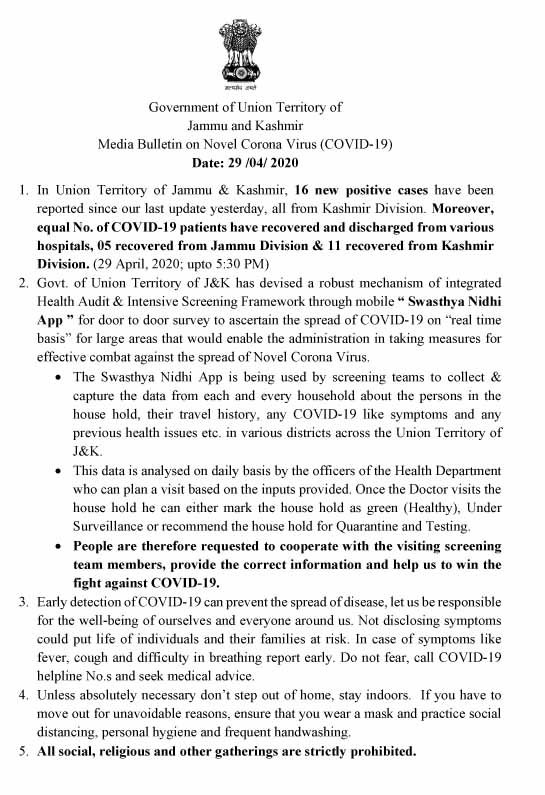 सत्यमेव जयते
Government of Union Territory of
Jammu and Kashmir
Media Bulletin on Novel Corona Virus (COVID-19)
Date: 29 /04/ 2020
1. In Union Territory of Jammu & Kashmir, 16 new positive cases have been
reported since our last update yesterday, all from Kashmir Division. Moreover,
equal No. of COVID-19 patients have recovered and discharged from various
hospitals, 05 recovered from Jammu Division & 11 recovered from Kashmir
Division. (29 April, 2020; upto 5:30 PM)
2. Govt. of Union Territory of J&K has devised a robust mechanism of integrated
Health Audit & Intensive Screening Framework through mobile “ Swasthya Nidhi
App ” for door to door survey to ascertain the spread of COVID-19 on “real time
basis” for large areas that would enable the administration in taking measures for
effective combat against the spread of Novel Corona Virus.
• The Swasthya Nidhi App is being used by screening teams to collect &
capture the data from each and every household about the persons in the
house hold, their travel history, any COVID-19 like symptoms and any
previous health issues etc. in various districts across the Union Territory of
J&K.
• This data is analysed on daily basis by the officers of the Health Department
who can plan a visit based on the inputs provided. Once the Doctor visits the
house hold he can either mark the house hold as green (Healthy), Under
Surveillance or recommend the house hold for Quarantine and Testing.
• People are therefore requested to cooperate with the visiting screening
team members, provide the correct information and help us to win the
fight against COVID-19.
3. Early detection of COVID-19 can prevent the spread of disease, let us be responsible
for the well-being of ourselves and everyone around us. Not disclosing symptoms
could put life of individuals and their families at risk. In case of symptoms like
fever, cough and difficulty in breathing report early. Do not fear, call COVID-19
helpline No.s and seek medical advice.
4. Unless absolutely necessary don’t step out of home, stay indoors. If you have to
move out for unavoidable reasons, ensure that you wear a mask and practice social
distancing, personal hygiene and frequent handwashing.
5. All social, religious and other gatherings are strictly prohibited.